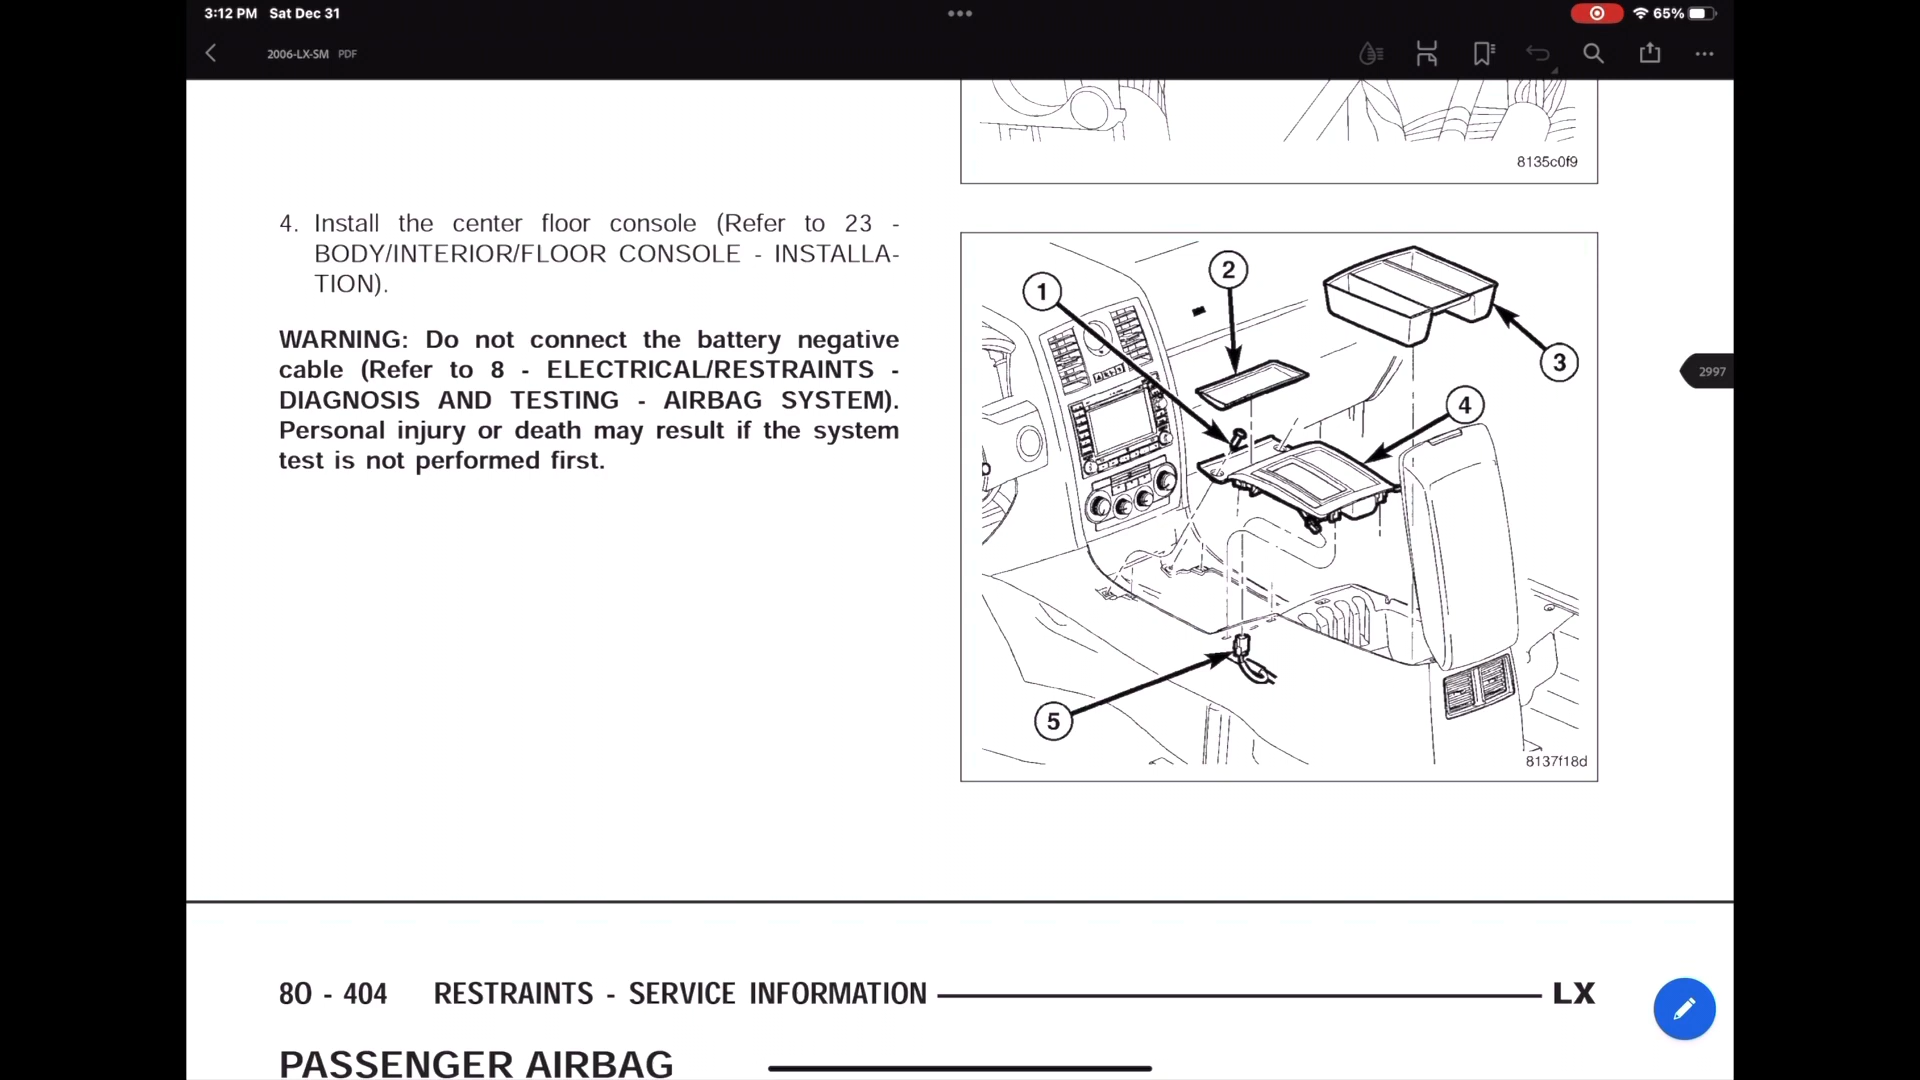 3:12 PM Sat Dec 31
65%
2006-LX-SM PDF
8135c0f9
4. Install the center floor console (Refer to 23 -
BODY/INTERIOR/FLOOR CONSOLE - INSTALLA-
TION).
WARNING: Do not connect the battery negative
cable (Refer to 8 - ELECTRICAL/RESTRAINTS -
DIAGNOSIS AND TESTING - AIRBAG SYSTEM).
Personal injury or death may result if the system
test is not performed first.
1
2
3
4
5
8137f18d
2997
8O - 404 RESTRAINTS - SERVICE INFORMATION LX
PASSENGER AIRBAG